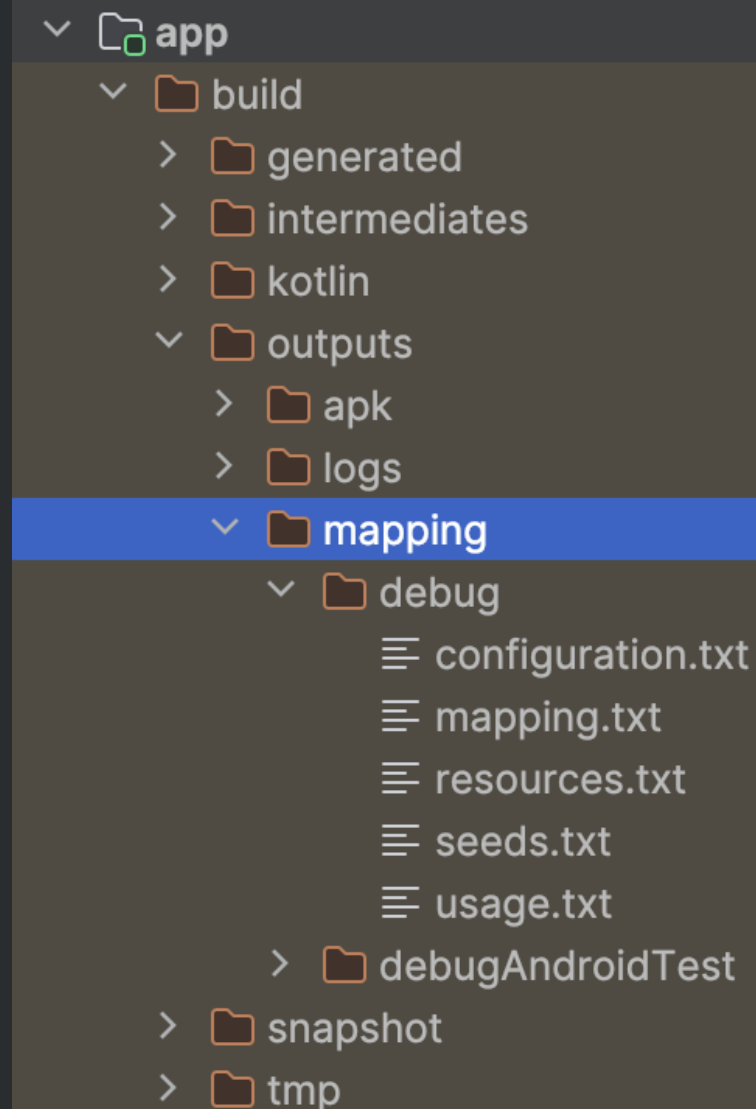 app
build
generated
intermediates
kotlin
outputs
apk
logs
mapping
debug
configuration.txt
mapping.txt
resources.txt
seeds.txt
usage.txt
debugAndroidTest
snapshot
tmp